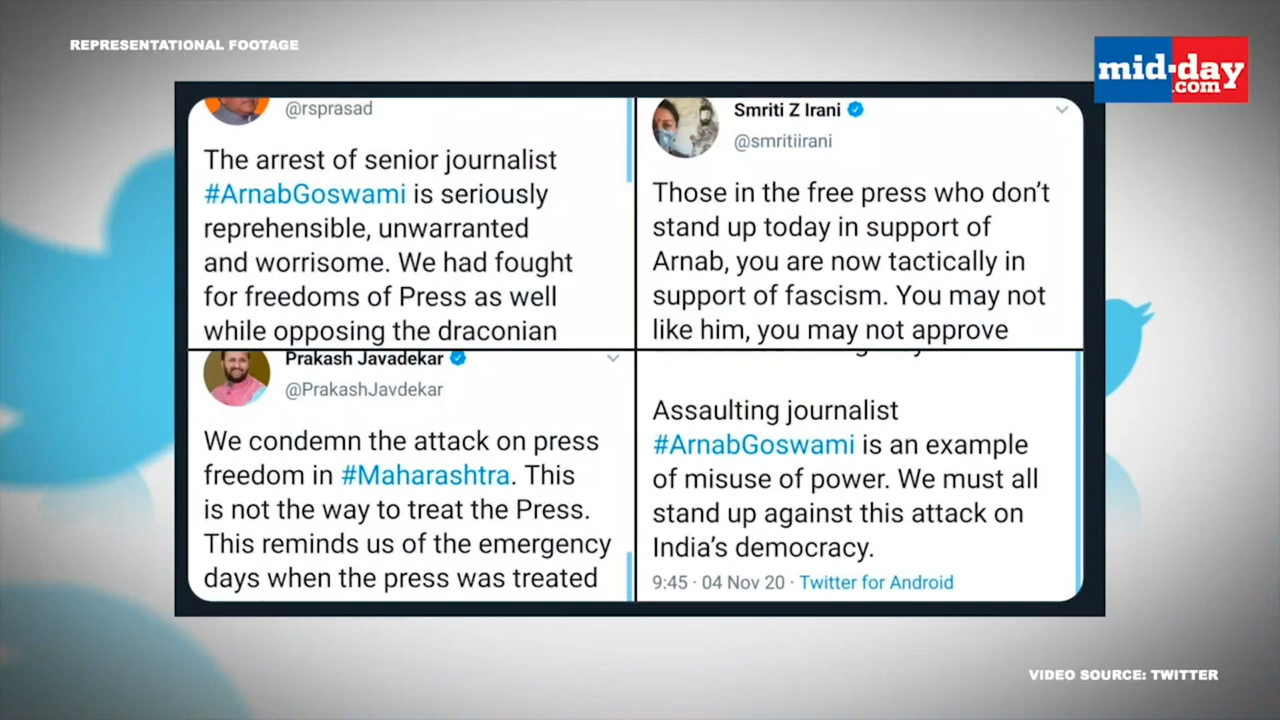 REPRESENTATIONAL FOOTAGE
mid-day
.com
@rsprasad
The arrest of senior journalist
#ArnabGoswami is seriously
reprehensible, unwarranted
and worrisome. We had fought
for freedoms of Press as well
while opposing the draconian
Smriti Z Irani
@smritiirani
Those in the free press who don't
stand up today in support of
Arnab, you are now tactically in
support of fascism. You may not
like him, you may not approve
Prakash Javadekar
@PrakashJavdekar
We condemn the attack on press
freedom in #Maharashtra. This
is not the way to treat the Press.
This reminds us of the emergency
days when the press was treated
Assaulting journalist
#ArnabGoswami is an example
of misuse of power. We must all
stand up against this attack on
India's democracy.
9:45 · 04 Nov 20 · Twitter for Android
VIDEO SOURCE: TWITTER